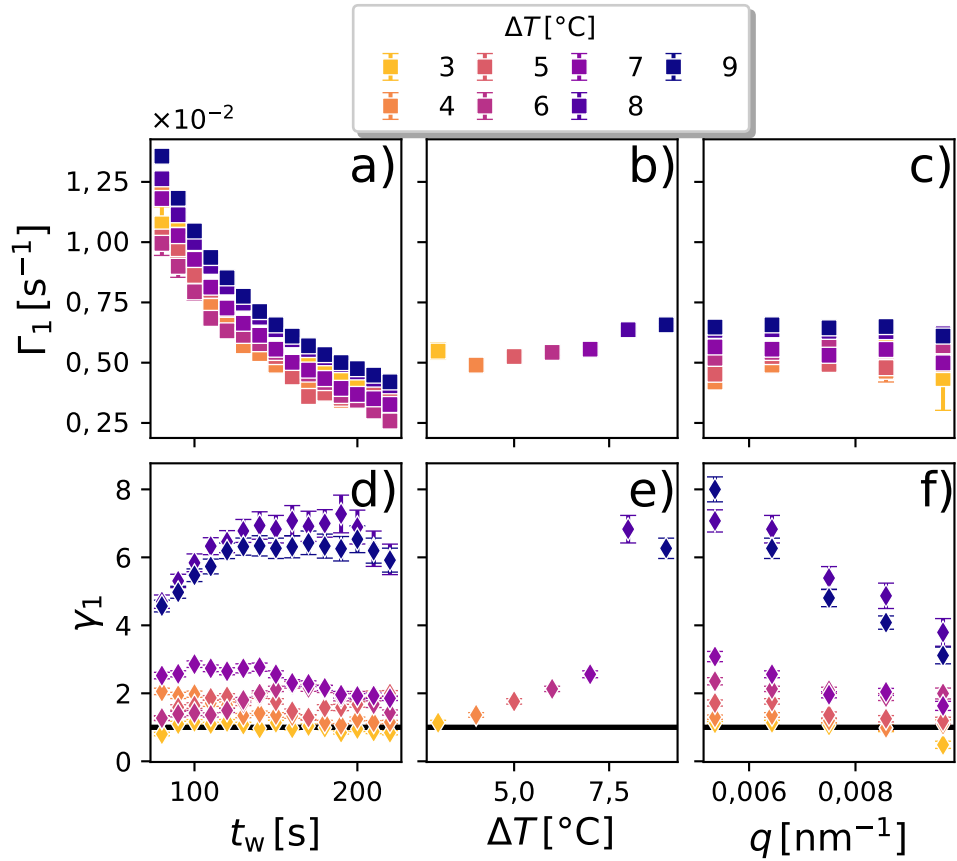 ΔT [°C]
3 5 7 9
4 6 8
×10⁻²
a) b) c)
1,25
1,00
0,75
0,50
0,25
Γ₁ [s⁻¹]
d) e) f)
8
6
4
2
0
γ₁
100 200 5,0 7,5 0,006 0,008
t_w [s] ΔT [°C] q [nm⁻¹]